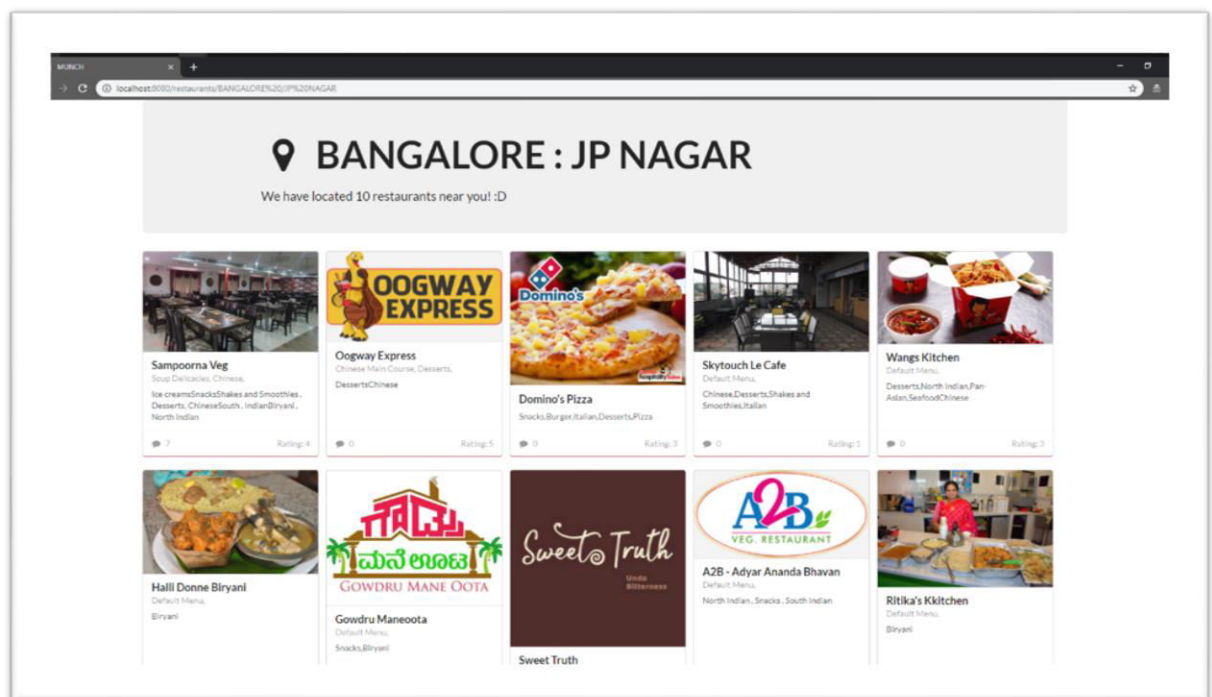 MUNCH
localhost:8080/restaurants/BANGALORE%20/JP%20NAGAR
BANGALORE : JP NAGAR
We have located 10 restaurants near you! :D
Sampoorna Veg
Soup Delicacies, Chinese,
Ice creamsSnacksShakes and Smoothies ,
Desserts, ChineseSouth , IndianBiryani ,
North Indian
7
Rating: 4
OOGWAY
EXPRESS
Oogway Express
Chinese Main Course, Desserts,
DessertsChinese
0
Rating: 5
Domino's
Domino's Pizza
Snacks,Burger,Italian,Desserts,Pizza
0
Rating: 3
Skytouch Le Cafe
Default Menu,
Chinese,Desserts,Shakes and
Smoothies,Italian
0
Rating: 1
Wangs Kitchen
Default Menu,
Desserts,North Indian,Pan-
Asian,SeafoodChinese
0
Rating: 3
Halli Donne Biryani
Default Menu,
Biryani
ಗೌಡ್ರು
ಮನೆ ಊಟ
GOWDRU MANE OOTA
Gowdru Maneoota
Default Menu,
Snacks,Biryani
Sweet Truth
Undo
Bitterness
Sweet Truth
A2B
VEG. RESTAURANT
A2B - Adyar Ananda Bhavan
Default Menu,
North Indian , Snacks , South Indian
Ritika's Kkitchen
Default Menu,
Biryani